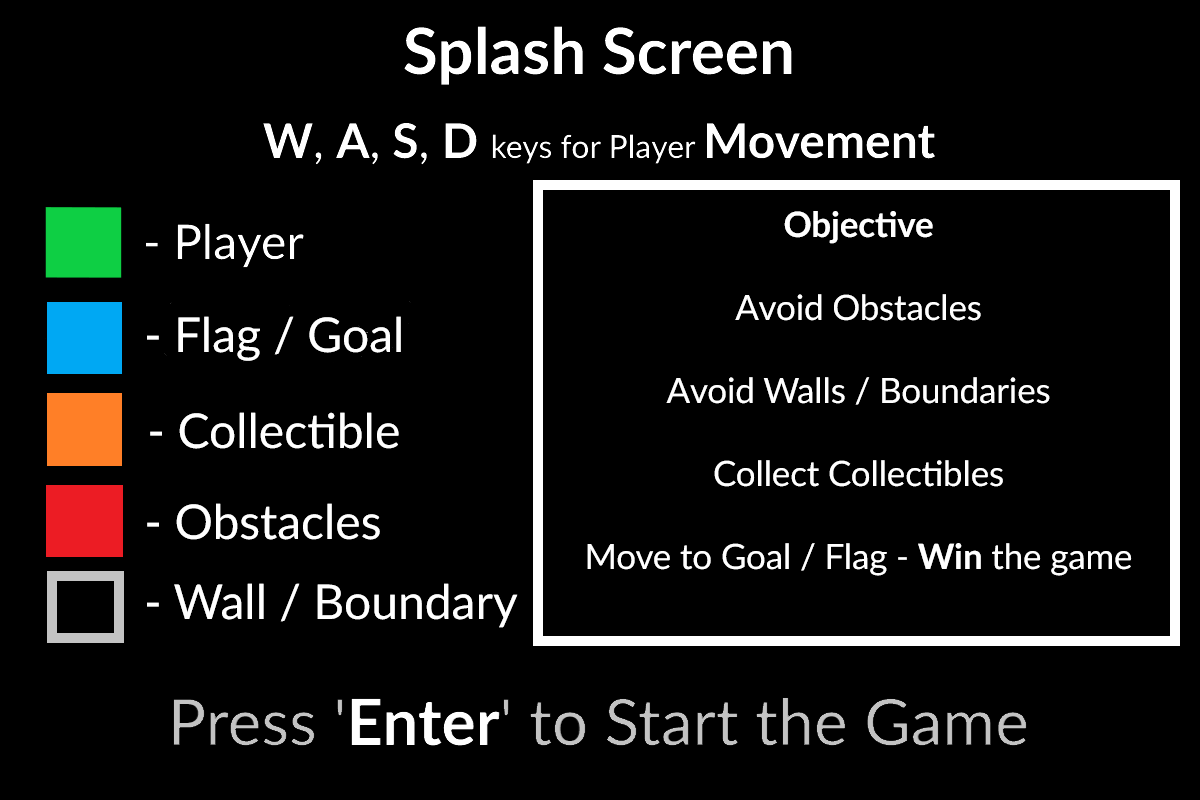 Splash Screen
W, A, S, D keys for Player Movement
- Player
- Flag / Goal
- Collectible
- Obstacles
- Wall / Boundary
Objective
Avoid Obstacles
Avoid Walls / Boundaries
Collect Collectibles
Move to Goal / Flag - Win the game
Press 'Enter' to Start the Game